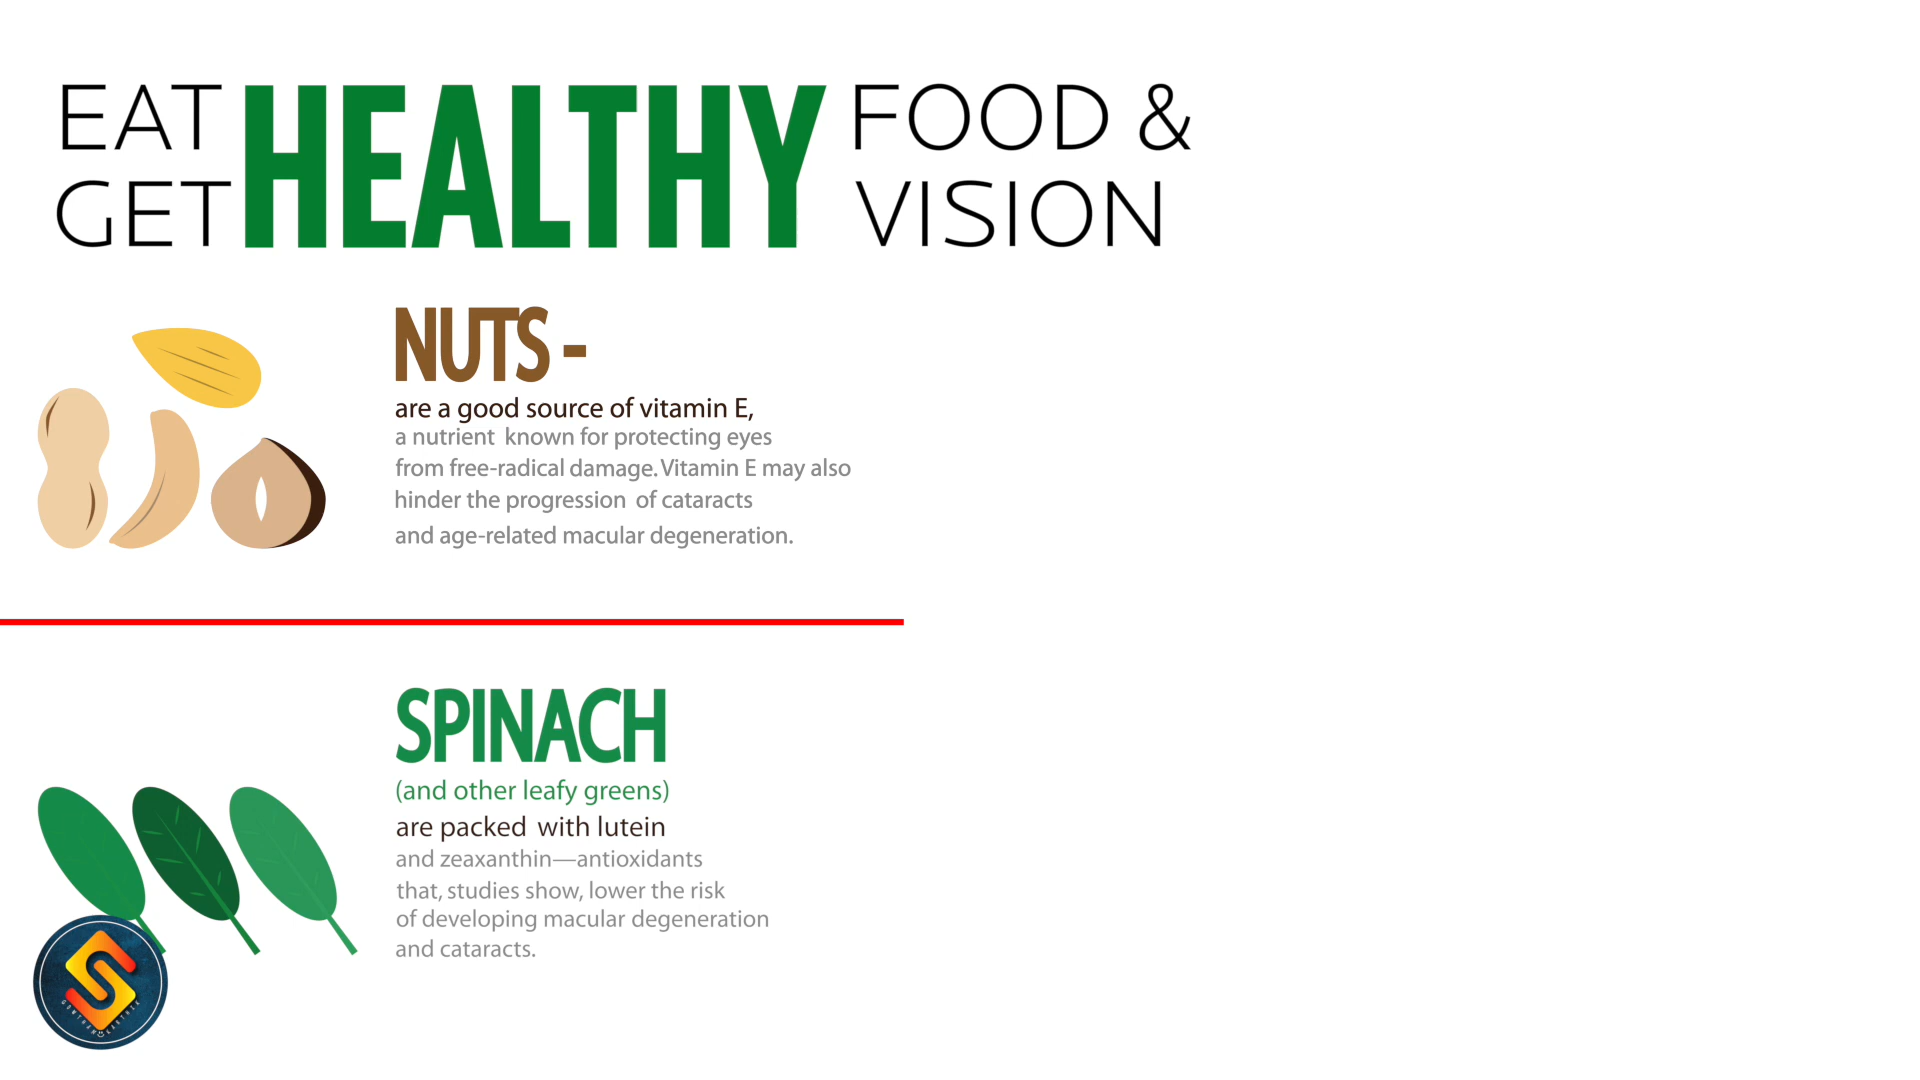 EAT HEALTHY FOOD &
GET VISION
NUTS -
are a good source of vitamin E,
a nutrient known for protecting eyes
from free-radical damage. Vitamin E may also
hinder the progression of cataracts
and age-related macular degeneration.
SPINACH
(and other leafy greens)
are packed with lutein
and zeaxanthin—antioxidants
that, studies show, lower the risk
of developing macular degeneration
and cataracts.